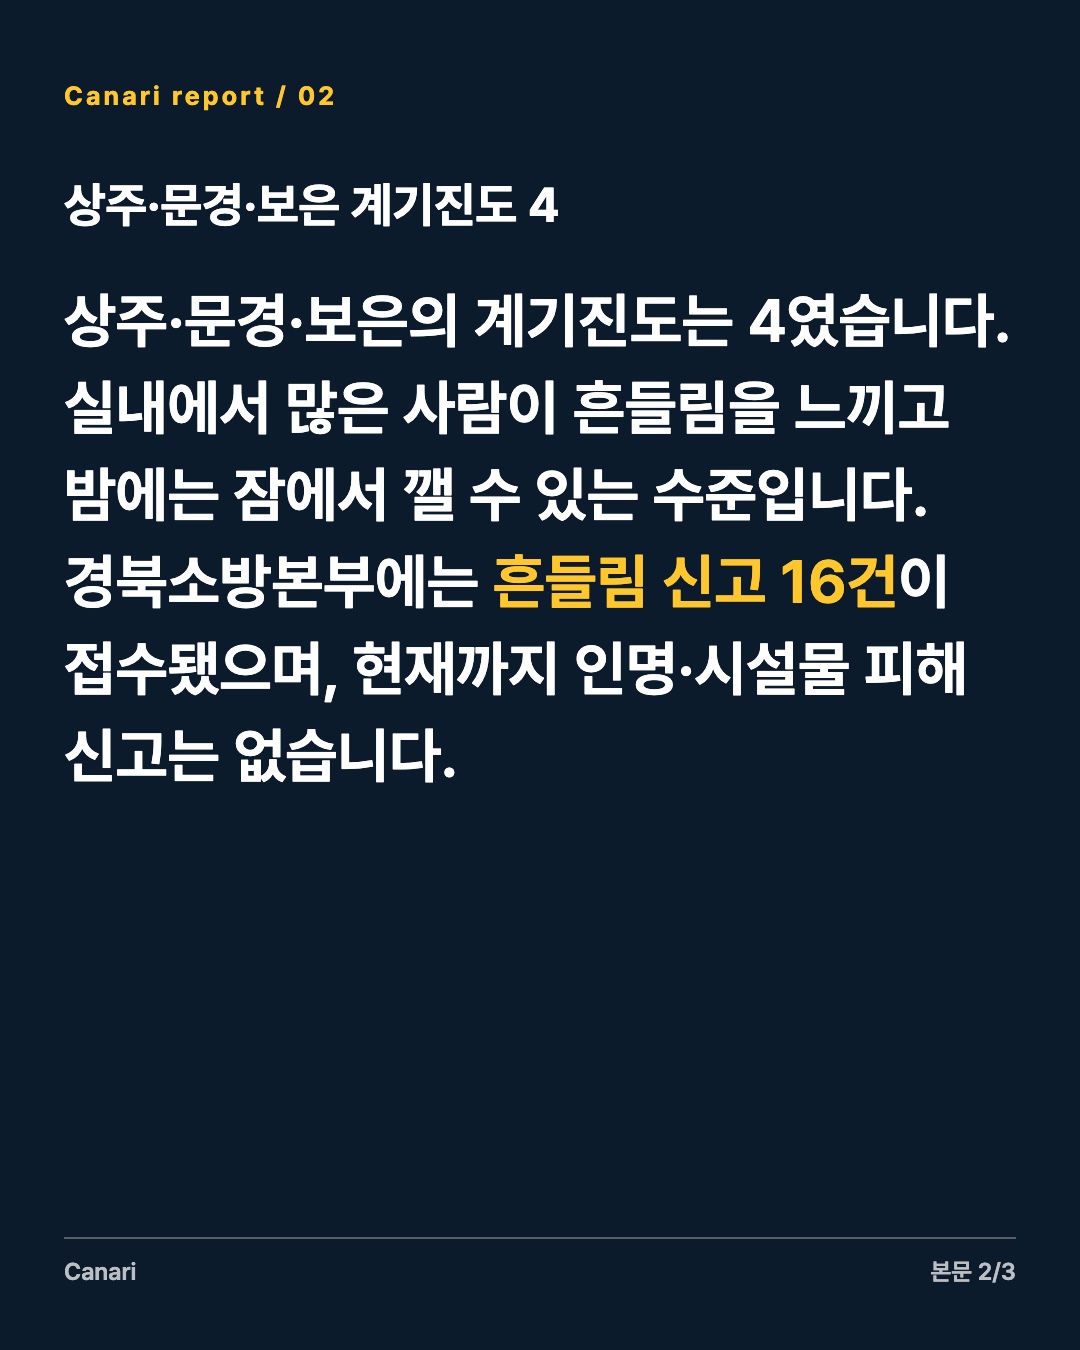 Canari report / 02
상주·문경·보은 계기진도 4
상주·문경·보은의 계기진도는 4였습니다.
실내에서 많은 사람이 흔들림을 느끼고
밤에는 잠에서 깰 수 있는 수준입니다.
경북소방본부에는 흔들림 신고 16건이
접수됐으며, 현재까지 인명·시설물 피해
신고는 없습니다.
Canari
본문 2/3